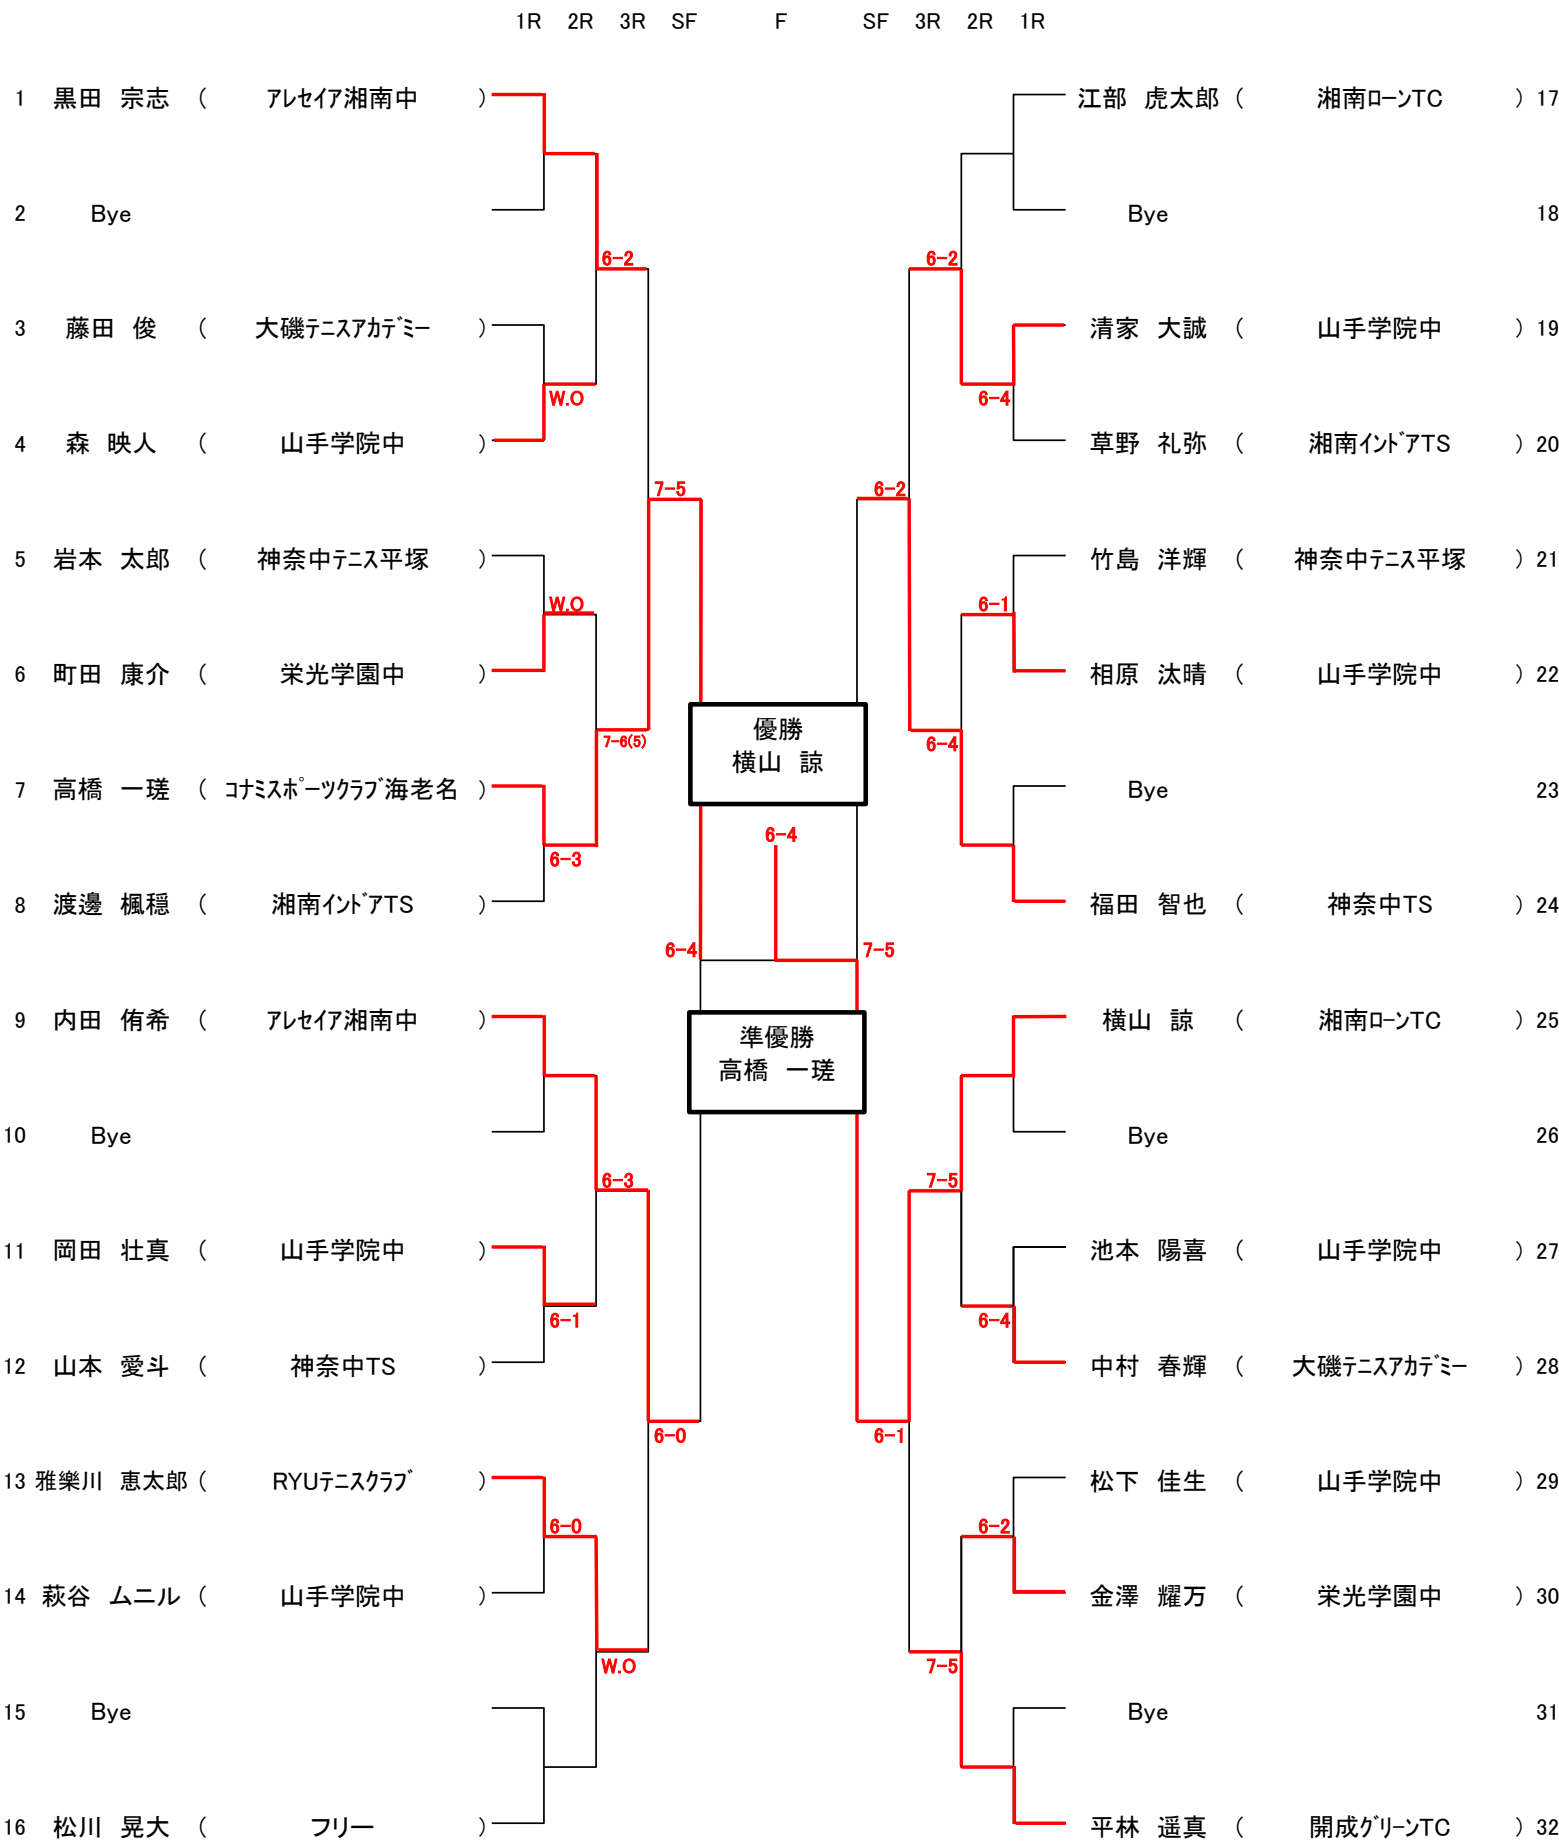 1R 2R 3R SF F SF 3R 2R 1R
1 黒田 宗志 ( アレセイア湘南中 )
2 Bye
3 藤田 俊 ( 大磯テニスアカデミー )
4 森 映人 ( 山手学院中 )
5 岩本 太郎 ( 神奈中テニス平塚 )
6 町田 康介 ( 栄光学園中 )
7 高橋 一瑳 ( コナミスポーツクラブ海老名 )
8 渡邊 楓穏 ( 湘南インドアTS )
9 内田 侑希 ( アレセイア湘南中 )
10 Bye
11 岡田 壮真 ( 山手学院中 )
12 山本 愛斗 ( 神奈中TS )
13 雅樂川 恵太郎 ( RYUテニスクラブ )
14 萩谷 ムニル ( 山手学院中 )
15 Bye
16 松川 晃大 ( フリー )
W.O
W.O
6-3
6-1
6-0
6-2
7-6(5)
6-3
W.O
7-5
6-0
6-4
優勝
横山 諒
6-4
準優勝
高橋 一瑳
7-5
6-2
6-1
6-2
6-4
7-5
7-5
6-4
6-1
6-4
6-2
江部 虎太郎 ( 湘南ローンTC ) 17
Bye 18
清家 大誠 ( 山手学院中 ) 19
草野 礼弥 ( 湘南インドアTS ) 20
竹島 洋輝 ( 神奈中テニス平塚 ) 21
相原 汰晴 ( 山手学院中 ) 22
Bye 23
福田 智也 ( 神奈中TS ) 24
横山 諒 ( 湘南ローンTC ) 25
Bye 26
池本 陽喜 ( 山手学院中 ) 27
中村 春輝 ( 大磯テニスアカデミー ) 28
松下 佳生 ( 山手学院中 ) 29
金澤 耀万 ( 栄光学園中 ) 30
Bye 31
平林 遥真 ( 開成グリーンTC ) 32